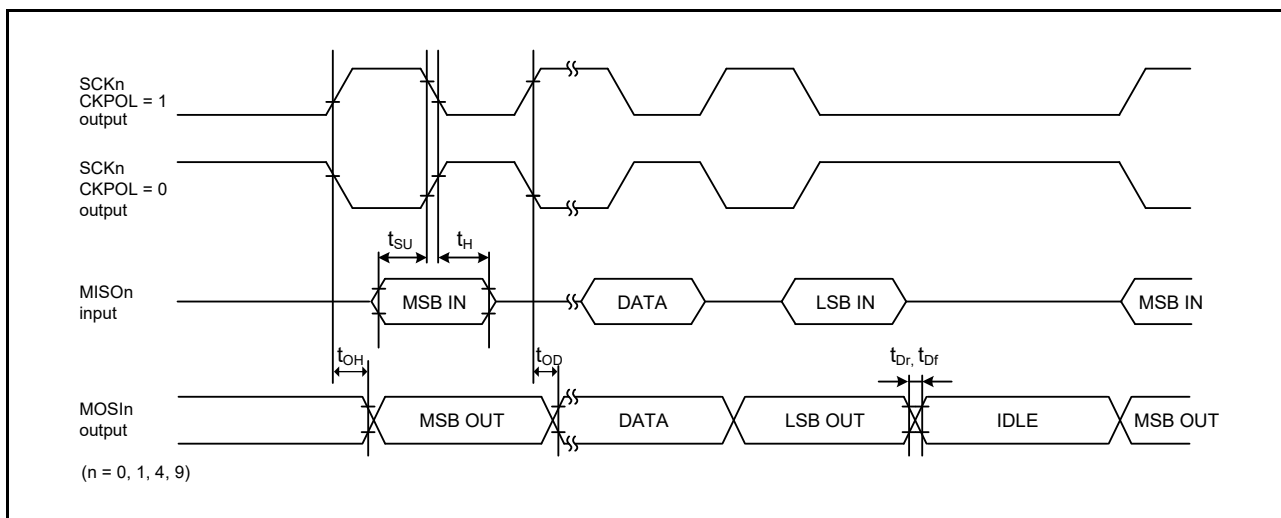 SCKn
CKPOL = 1
output
SCKn
CKPOL = 0
output
tSU
tH
MISOn
input
MSB IN
DATA
LSB IN
MSB IN
tOH
tOD
tDr, tDf
MOSIn
output
MSB OUT
DATA
LSB OUT
IDLE
MSB OUT
(n = 0, 1, 4, 9)